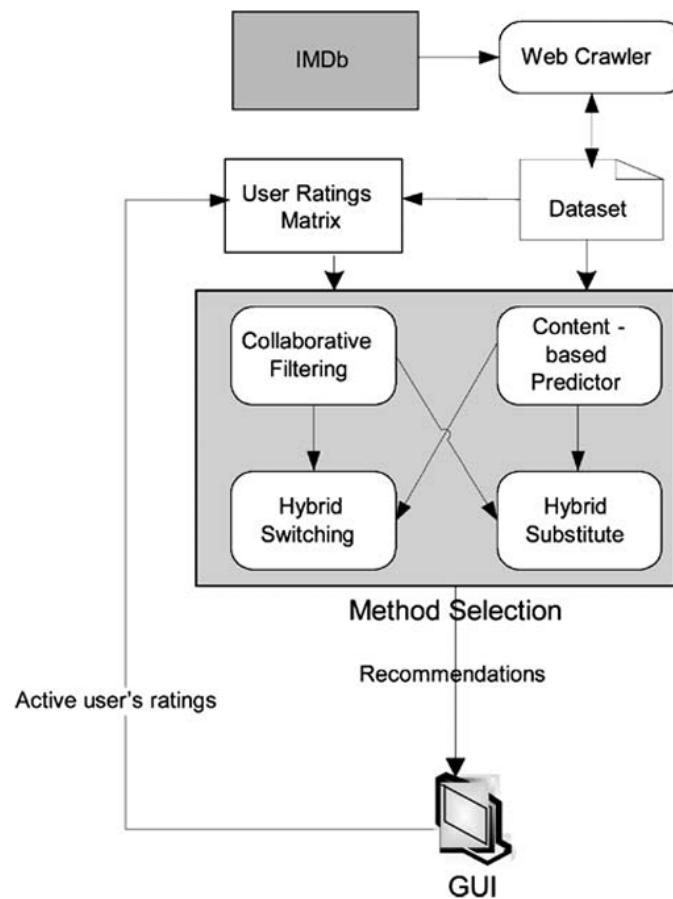 IMDb
Web Crawler
User Ratings
Matrix
Dataset
Collaborative
Filtering
Content -
based
Predictor
Hybrid
Switching
Hybrid
Substitute
Method Selection
Recommendations
Active user's ratings
GUI